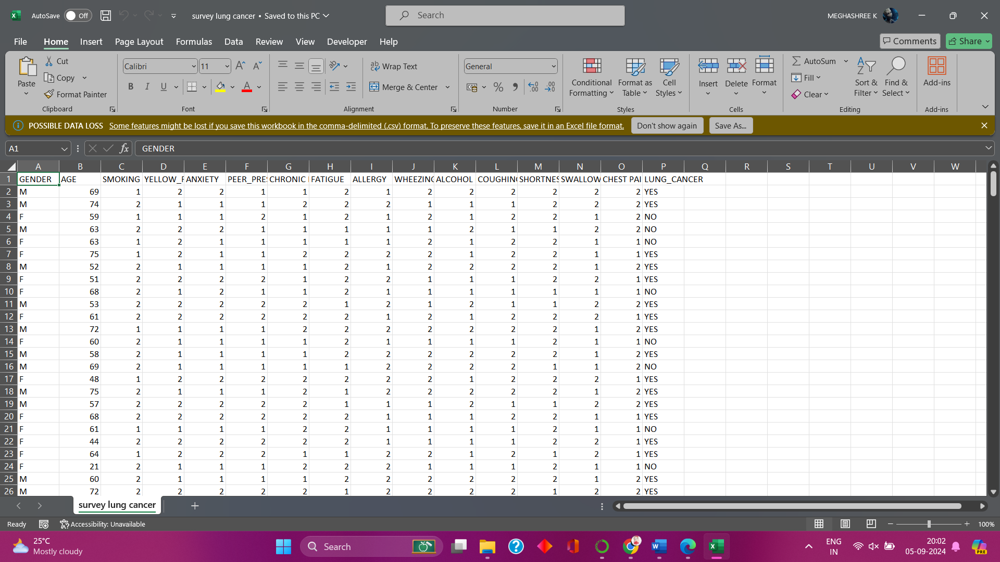 AutoSave Off survey lung cancer • Saved to this PC Search MEGHASHREE K
File Home Insert Page Layout Formulas Data Review View Developer Help Comments Share
Paste Cut Copy Format Painter Clipboard
Calibri 11 B I U A Font
Wrap Text Merge & Center Alignment
General % Number
Conditional Formatting Format as Table Cell Styles Styles
Insert Delete Format Cells
AutoSum Fill Clear Sort & Filter Find & Select Editing
Add-ins Add-ins
POSSIBLE DATA LOSS Some features might be lost if you save this workbook in the comma-delimited (.csv) format. To preserve these features, save it in an Excel file format. Don't show again Save As...
A1 fx GENDER
A B C D E F G H I J K L M N O P Q R S T U V W
1 GENDER AGE SMOKING YELLOW_F ANXIETY PEER_PRES CHRONIC FATIGUE ALLERGY WHEEZING ALCOHOL COUGHING SHORTNES SWALLOW CHEST PAI LUNG_CANCER
2 M 69 1 2 2 1 1 2 1 2 2 2 2 2 2 YES
3 M 74 2 1 1 1 2 2 2 1 1 1 2 2 2 YES
4 F 59 1 1 1 2 1 2 1 2 1 2 2 1 2 NO
5 M 63 2 2 2 1 1 1 1 1 2 1 1 2 2 NO
6 F 63 1 2 1 1 1 1 1 2 1 2 2 1 1 NO
7 F 75 1 2 1 1 2 2 2 2 1 2 2 1 1 YES
8 M 52 2 1 1 1 1 2 1 2 2 2 2 1 2 YES
9 F 51 2 2 2 2 1 2 2 1 1 1 2 2 1 YES
10 F 68 2 1 2 1 1 2 1 1 1 1 1 1 1 NO
11 M 53 2 2 2 2 2 1 2 1 2 1 1 2 2 YES
12 F 61 2 2 2 2 2 2 1 2 1 2 2 2 1 YES
13 M 72 1 1 1 1 2 2 2 2 2 2 2 1 2 YES
14 F 60 2 1 1 1 1 2 1 1 1 1 2 1 1 NO
15 M 58 2 1 1 1 1 2 2 2 2 2 2 1 2 YES
16 M 69 2 1 1 1 1 1 2 2 2 2 1 1 2 NO
17 F 48 1 2 2 2 2 2 2 2 1 2 2 2 1 YES
18 M 75 2 1 1 1 2 1 2 2 2 2 2 1 2 YES
19 M 57 2 2 2 2 2 1 1 1 2 1 1 2 2 YES
20 F 68 2 2 2 2 2 2 1 1 1 2 2 1 1 YES
21 F 61 1 1 1 1 2 2 1 1 1 1 2 1 1 NO
22 F 44 2 2 2 2 2 2 1 1 1 1 2 2 1 YES
23 F 64 1 2 2 2 1 1 2 2 1 2 1 2 1 YES
24 F 21 2 1 1 1 2 2 2 1 1 1 2 1 1 NO
25 M 60 2 1 1 1 1 2 2 2 2 2 2 1 2 YES
26 M 72 2 2 2 2 2 1 2 2 2 2 1 2 2 YES
survey lung cancer
Ready Accessibility: Unavailable 100%
25°C
Mostly cloudy
Search
ENG
IN
20:02
05-09-2024
PRE